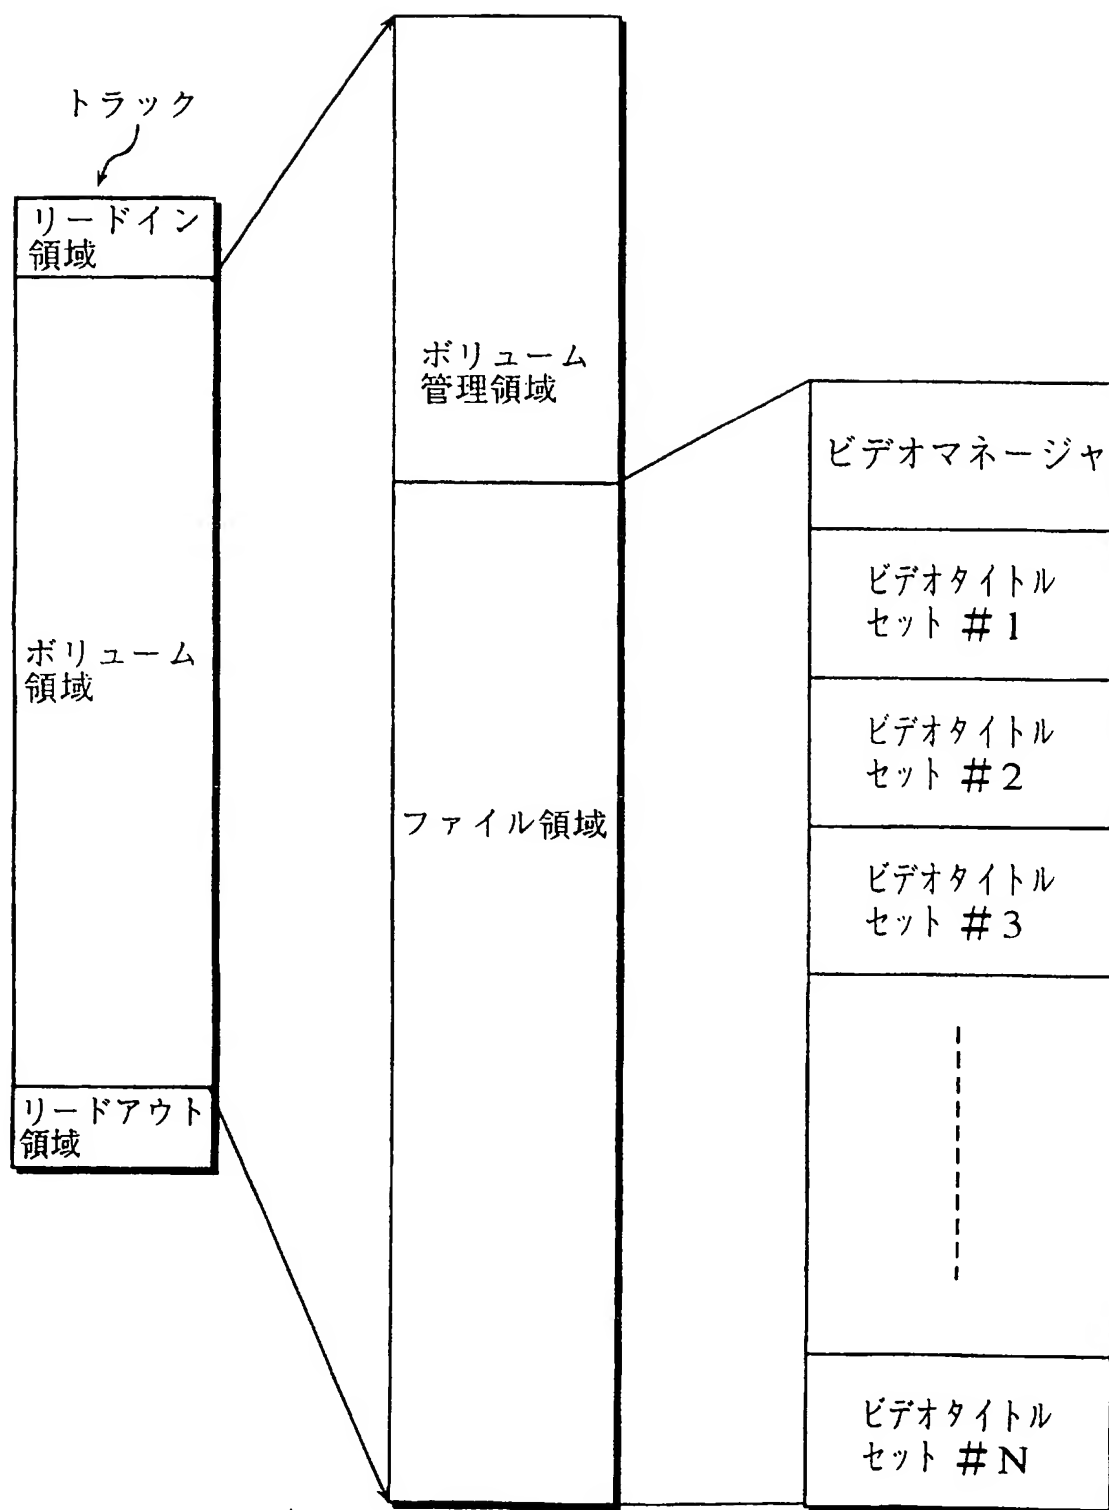 トラック
リードイン
領域
ボリューム
領域
リードアウト
領域
ボリューム
管理領域
ファイル領域
ビデオマネージャ
ビデオタイトル
セット #1
ビデオタイトル
セット #2
ビデオタイトル
セット #3
ビデオタイトル
セット #N